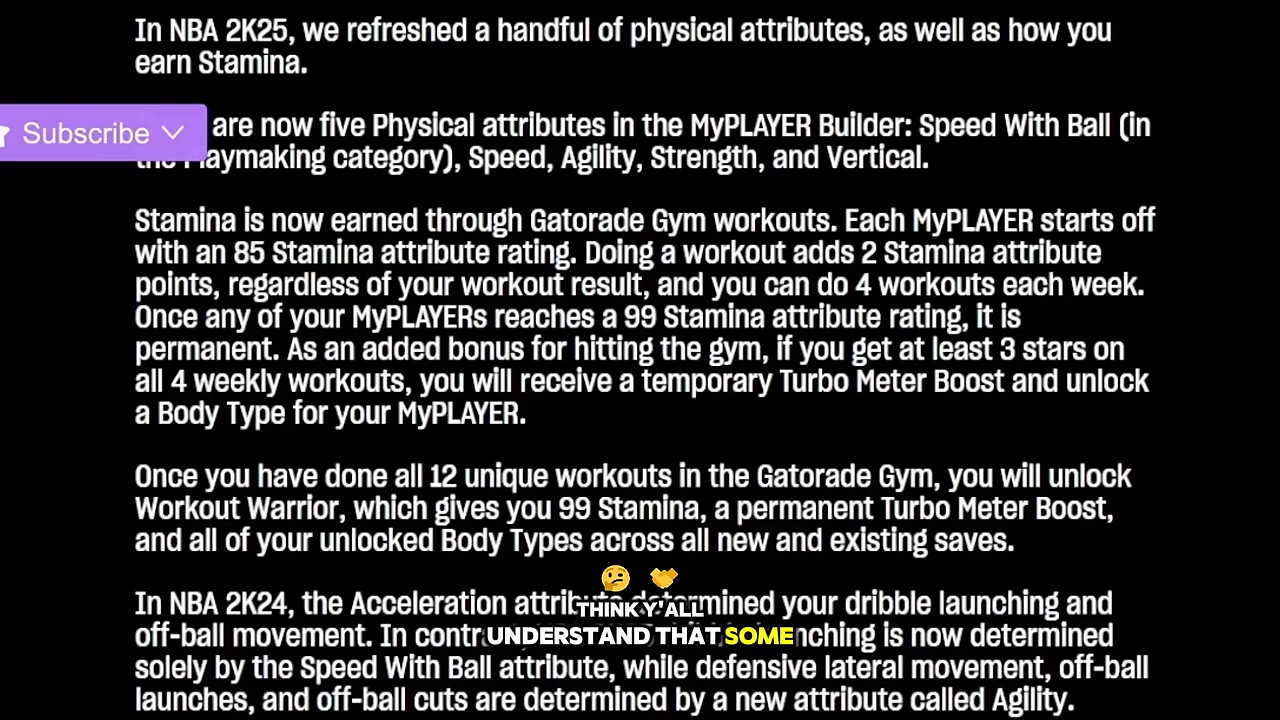 In NBA 2K25, we refreshed a handful of physical attributes, as well as how you
earn Stamina.
Subscribe
are now five Physical attributes in the MyPLAYER Builder: Speed With Ball (in
the Playmaking category), Speed, Agility, Strength, and Vertical.
Stamina is now earned through Gatorade Gym workouts. Each MyPLAYER starts off
with an 85 Stamina attribute rating. Doing a workout adds 2 Stamina attribute
points, regardless of your workout result, and you can do 4 workouts each week.
Once any of your MyPLAYERs reaches a 99 Stamina attribute rating, it is
permanent. As an added bonus for hitting the gym, if you get at least 3 stars on
all 4 weekly workouts, you will receive a temporary Turbo Meter Boost and unlock
a Body Type for your MyPLAYER.
Once you have done all 12 unique workouts in the Gatorade Gym, you will unlock
Workout Warrior, which gives you 99 Stamina, a permanent Turbo Meter Boost,
and all of your unlocked Body Types across all new and existing saves.
In NBA 2K24, the Acceleration attribute determined your dribble launching and
THINK Y'ALL
off-ball movement. In launching is now determined
UNDERSTAND THAT SOME
solely by the Speed With Ball attribute, while defensive lateral movement, off-ball
launches, and off-ball cuts are determined by a new attribute called Agility.